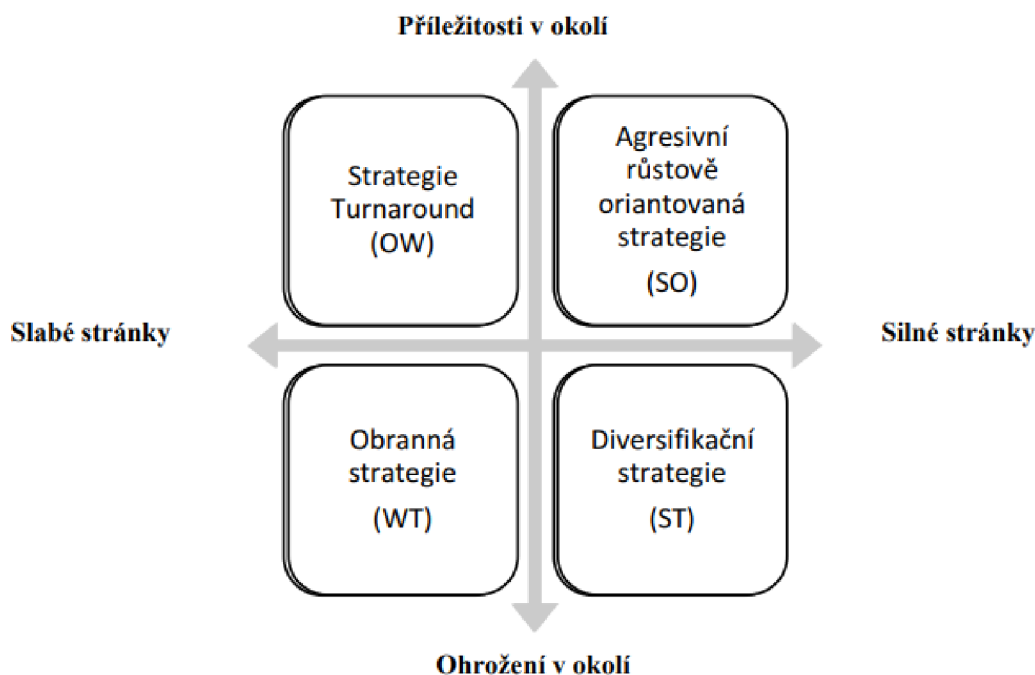 Příležitosti v okolí
Strategie
Turnaround
(OW)
Agresivní
růstově
oriantovaná
strategie
(SO)
Slabé stránky
Silné stránky
Obranná
strategie
(WT)
Diversifikační
strategie
(ST)
Ohrožení v okolí